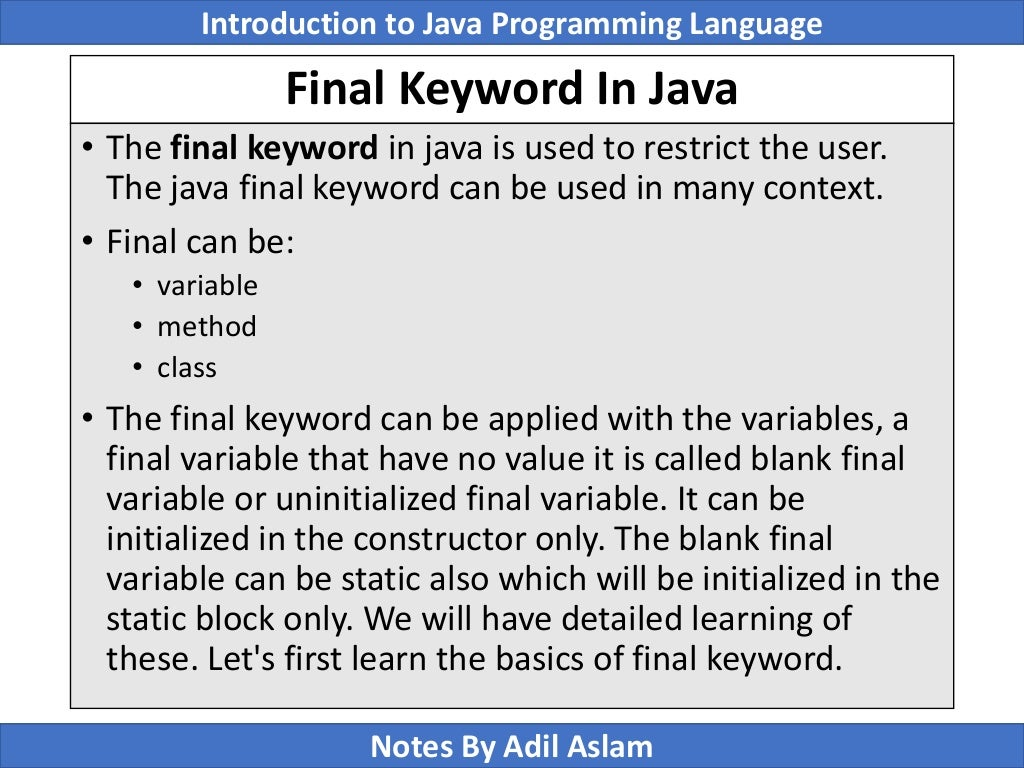 Introduction to Java Programming Language
Final Keyword In Java
• The final keyword in java is used to restrict the user.
The java final keyword can be used in many context.
• Final can be:
• variable
• method
• class
• The final keyword can be applied with the variables, a
final variable that have no value it is called blank final
variable or uninitialized final variable. It can be
initialized in the constructor only. The blank final
variable can be static also which will be initialized in the
static block only. We will have detailed learning of
these. Let's first learn the basics of final keyword.
Notes By Adil Aslam